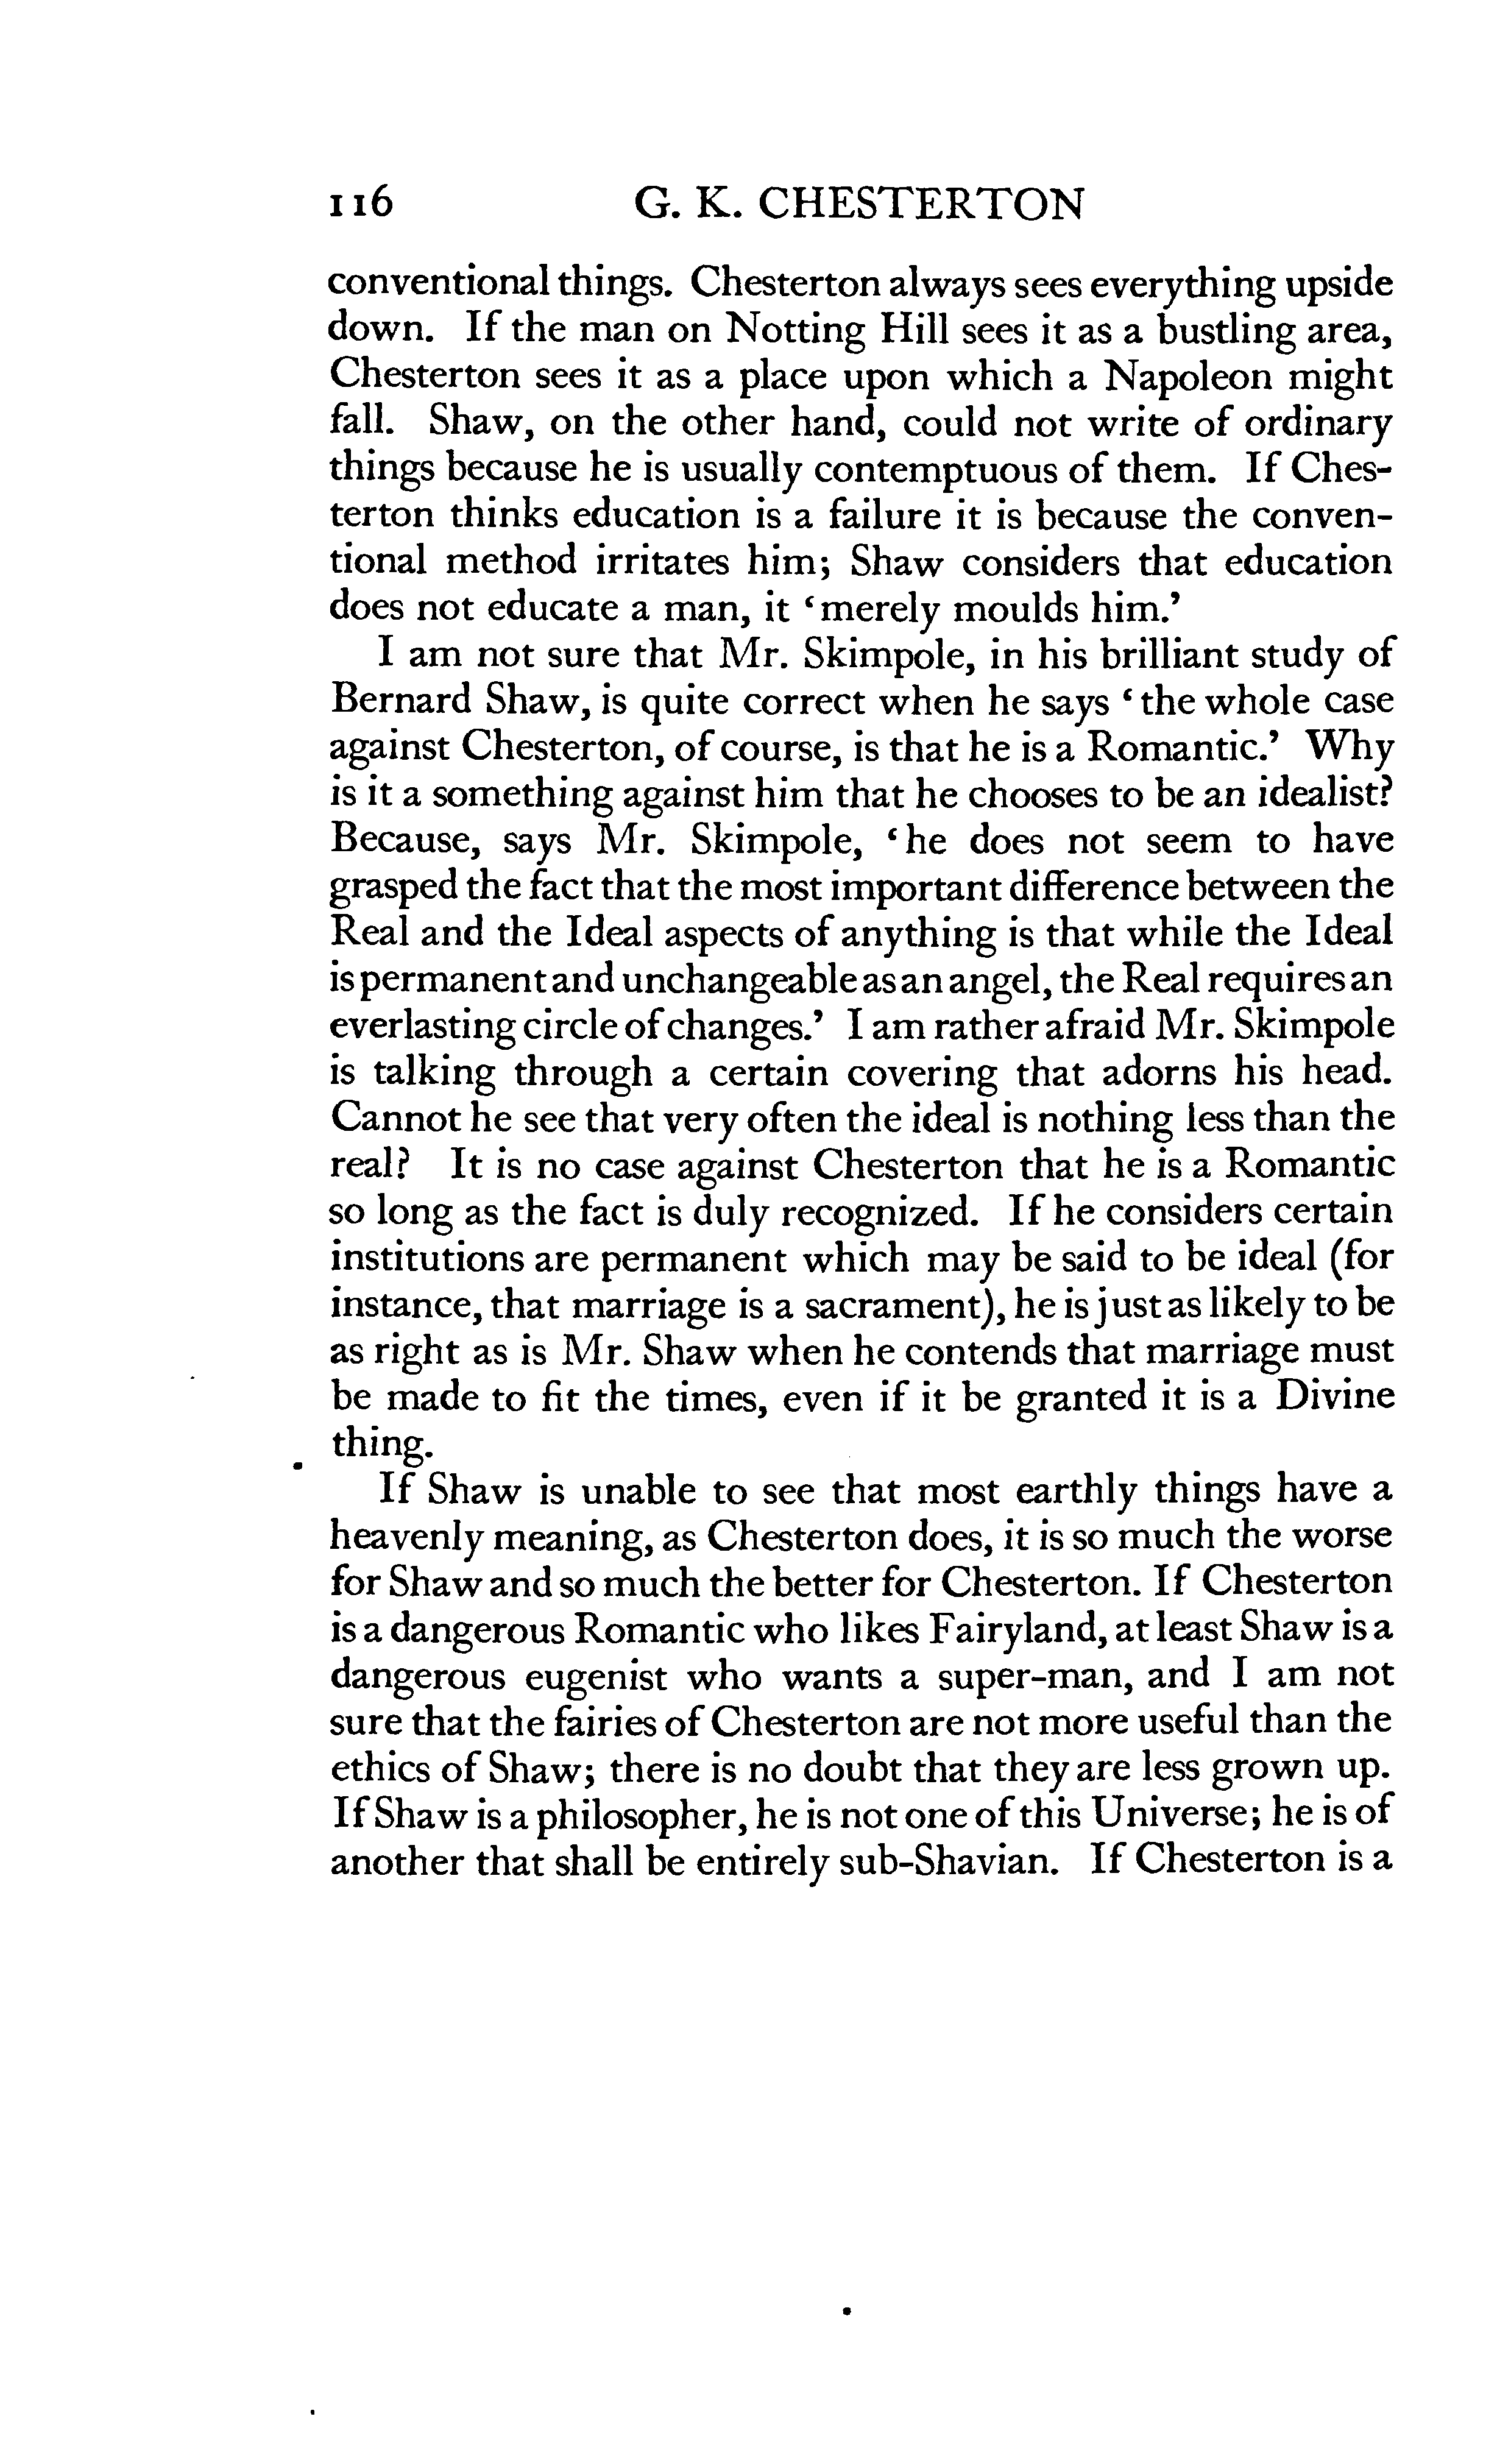 116 G. K. CHESTERTON
conventional things. Chesterton always sees everything upside
down. If the man on Notting Hill sees it as a bustling area,
Chesterton sees it as a place upon which a Napoleon might
fall. Shaw, on the other hand, could not write of ordinary
things because he is usually contemptuous of them. If Ches-
terton thinks education is a failure it is because the conven-
tional method irritates him; Shaw considers that education
does not educate a man, it ‘merely moulds him.’
I am not sure that Mr. Skimpole, in his brilliant study of
Bernard Shaw, is quite correct when he says ‘the whole case
against Chesterton, of course, is that he is a Romantic.’ Why
is it a something against him that he chooses to be an idealist?
Because, says Mr. Skimpole, ‘he does not seem to have
grasped the fact that the most important difference between the
Real and the Ideal aspects of anything is that while the Ideal
is permanent and unchangeable as an angel, the Real requires an
everlasting circle of changes.’ I am rather afraid Mr. Skimpole
is talking through a certain covering that adorns his head.
Cannot he see that very often the ideal is nothing less than the
real? It is no case against Chesterton that he is a Romantic
so long as the fact is duly recognized. If he considers certain
institutions are permanent which may be said to be ideal (for
instance, that marriage is a sacrament), he is just as likely to be
as right as is Mr. Shaw when he contends that marriage must
be made to fit the times, even if it be granted it is a Divine
thing.
If Shaw is unable to see that most earthly things have a
heavenly meaning, as Chesterton does, it is so much the worse
for Shaw and so much the better for Chesterton. If Chesterton
is a dangerous Romantic who likes Fairyland, at least Shaw is a
dangerous eugenist who wants a super-man, and I am not
sure that the fairies of Chesterton are not more useful than the
ethics of Shaw; there is no doubt that they are less grown up.
If Shaw is a philosopher, he is not one of this Universe; he is of
another that shall be entirely sub-Shavian. If Chesterton is a